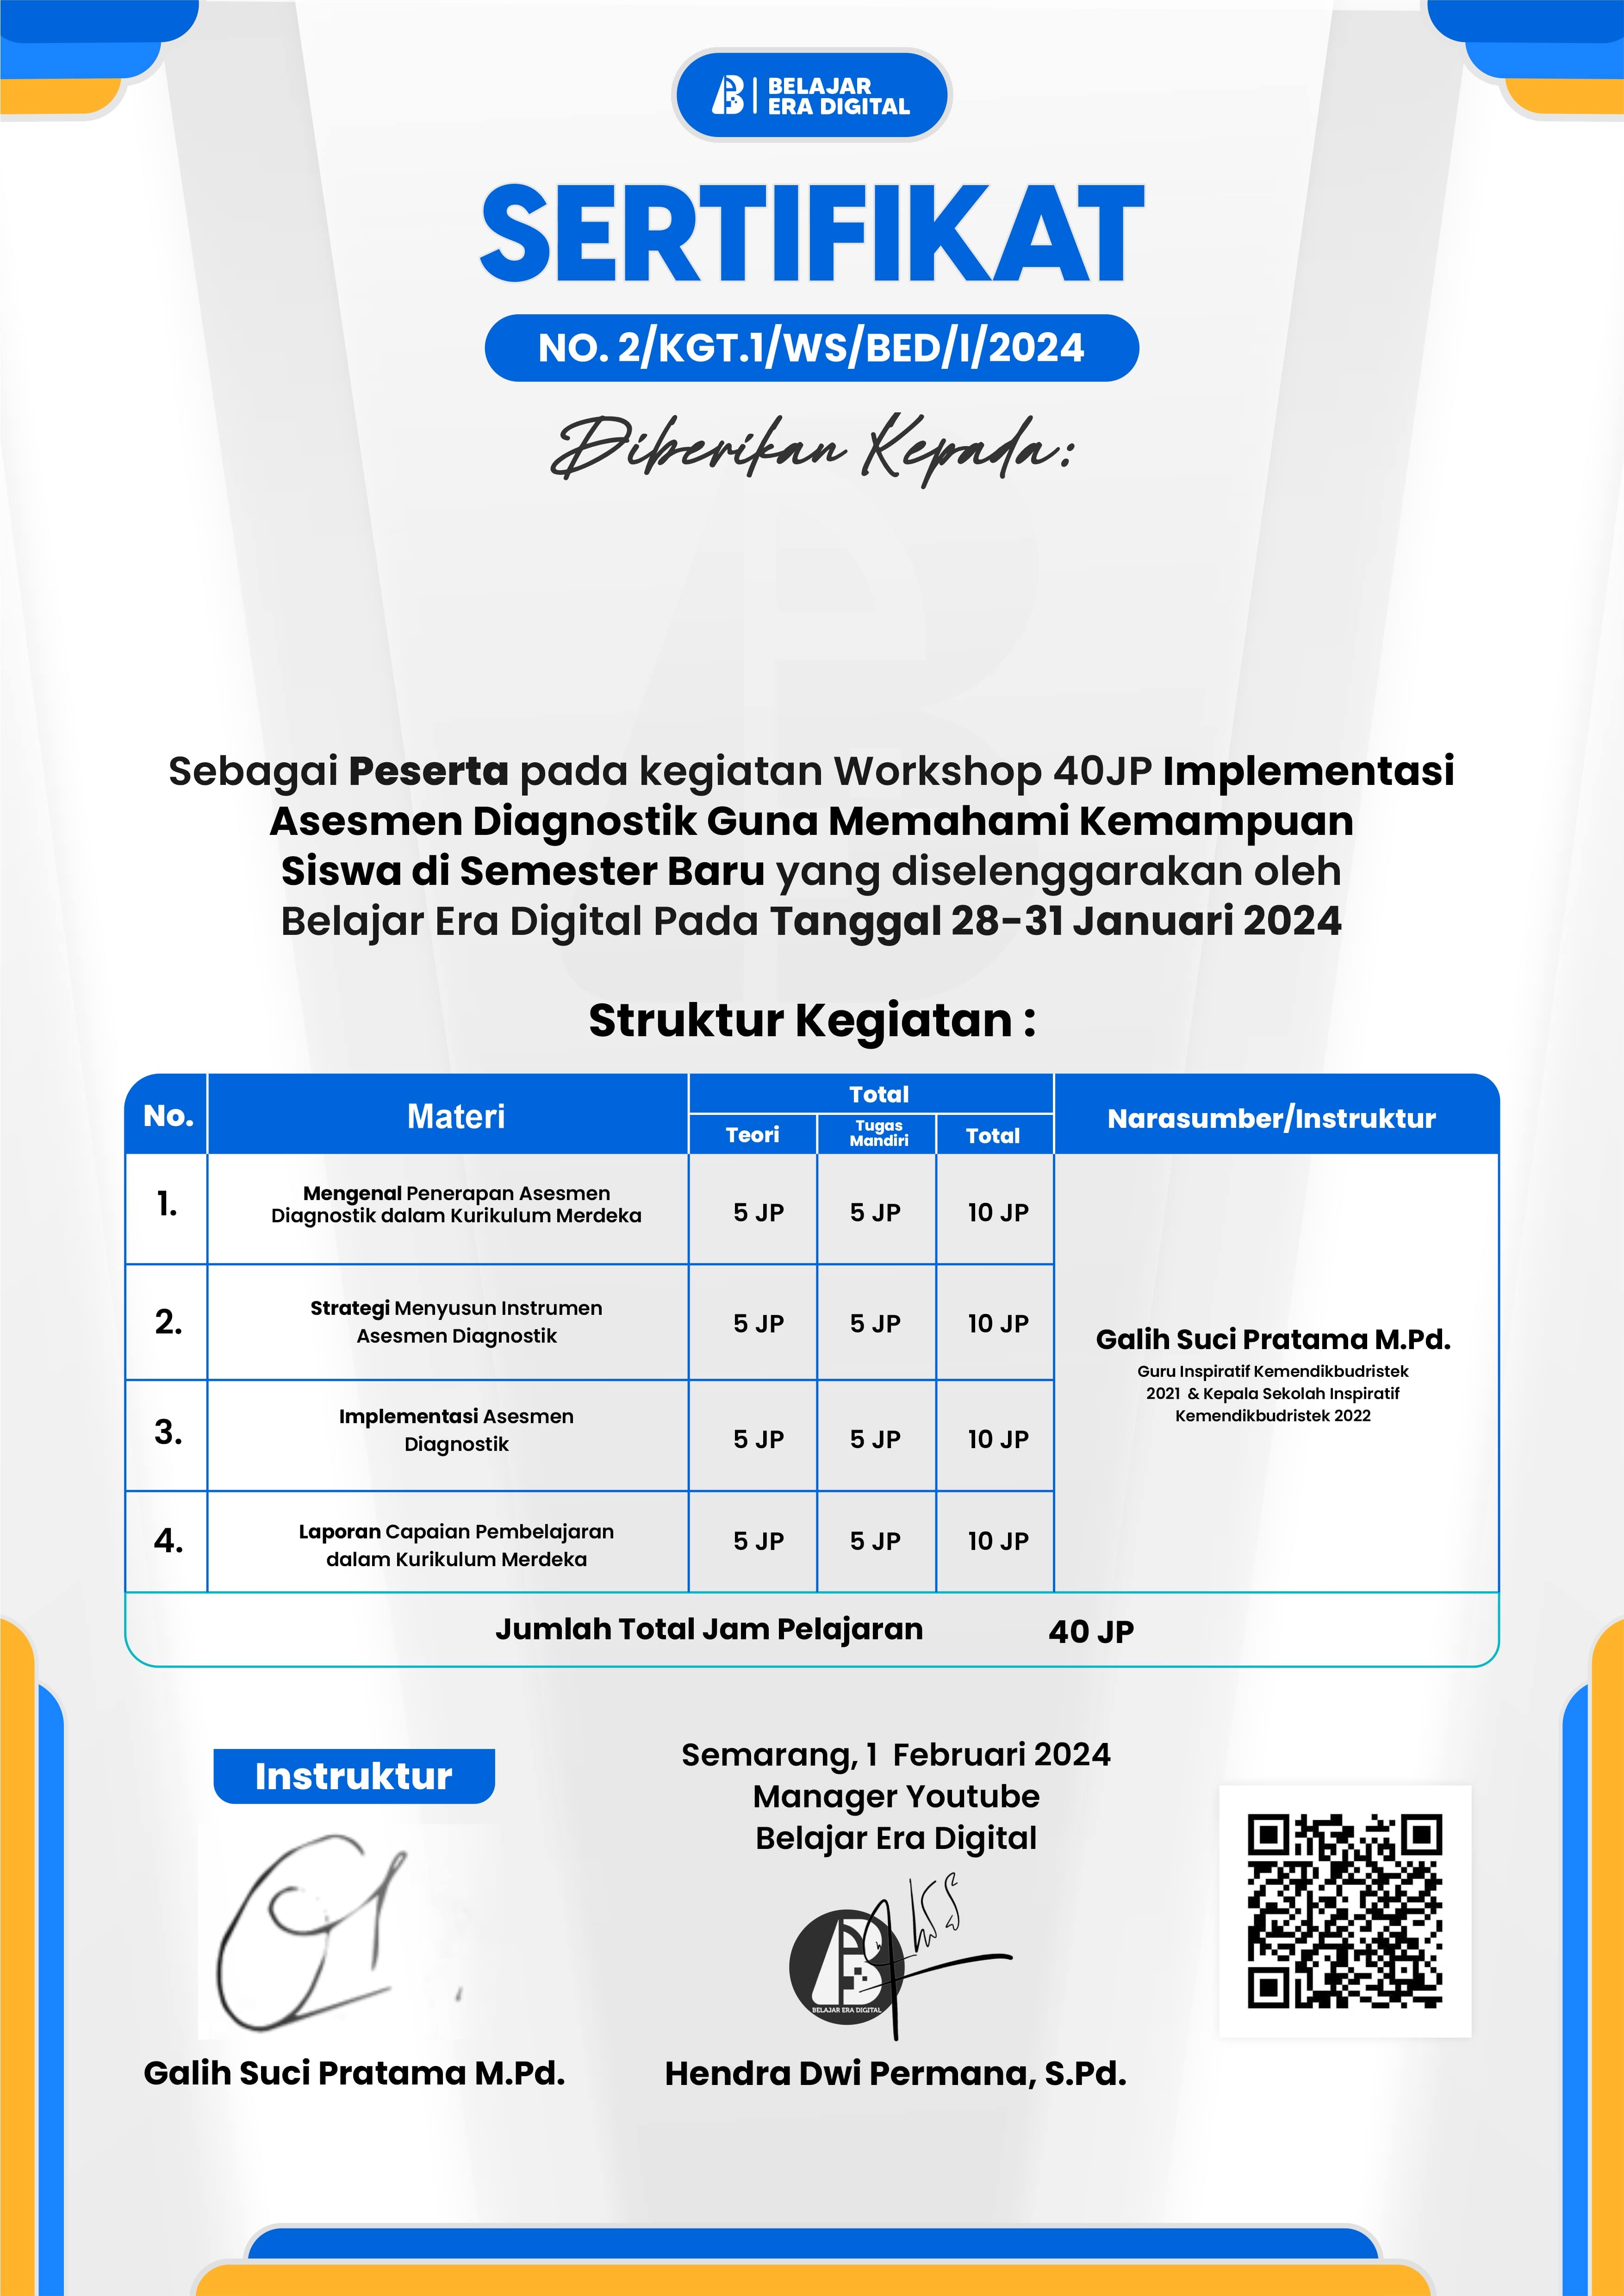 BELAJAR
ERA DIGITAL
SERTIFIKAT
NO. 2/KGT.1/WS/BED/I/2024
Diberikan Kepada:
Sebagai Peserta pada kegiatan Workshop 40JP Implementasi
Asesmen Diagnostik Guna Memahami Kemampuan
Siswa di Semester Baru yang diselenggarakan oleh
Belajar Era Digital Pada Tanggal 28-31 Januari 2024
Struktur Kegiatan :
No.
Materi
Total
Teori
Tugas
Mandiri
Total
Narasumber/Instruktur
1.
Mengenal Penerapan Asesmen
Diagnostik dalam Kurikulum Merdeka
5 JP
5 JP
10 JP
2.
Strategi Menyusun Instrumen
Asesmen Diagnostik
5 JP
5 JP
10 JP
3.
Implementasi Asesmen
Diagnostik
5 JP
5 JP
10 JP
4.
Laporan Capaian Pembelajaran
dalam Kurikulum Merdeka
5 JP
5 JP
10 JP
Galih Suci Pratama M.Pd.
Guru Inspiratif Kemendikbudristek
2021 & Kepala Sekolah Inspiratif
Kemendikbudristek 2022
Jumlah Total Jam Pelajaran
40 JP
Instruktur
Galih Suci Pratama M.Pd.
Semarang, 1 Februari 2024
Manager Youtube
Belajar Era Digital
BELAJAR ERA DIGITAL
Hendra Dwi Permana, S.Pd.